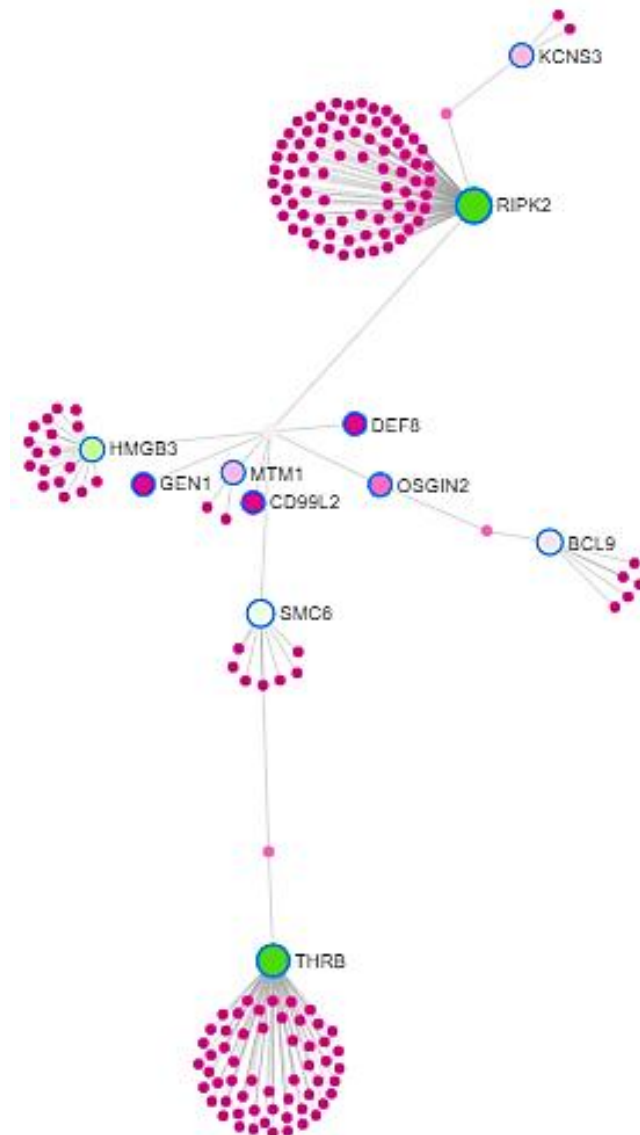 KCNS3
RIPK2
DEF8
HMGB3
MTM1
GEN1
OSGIN2
CD99L2
BCL9
SMC6
THRB